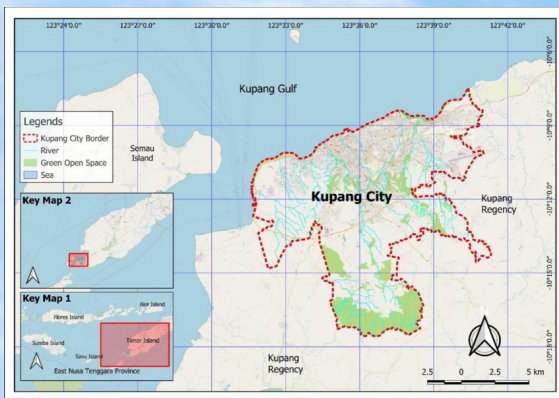 123°24'0.0"
123°27'0.0"
123°30'0.0"
123°33'0.0"
123°36'0.0"
123°39'0.0"
123°42'0.0"
-10°6'0.0"
-10°9'0.0"
-10°12'0.0"
-10°15'0.0"
-10°18'0.0"
Kupang Gulf
Legends
Kupang City Border
River
Green Open Space
Sea
Semau
Island
Kupang City
Kupang
Regency
Key Map 2
Key Map 1
Alor Island
Flores Island
Timor Island
Sumba Island
Savu Island
East Nusa Tenggara Province
Kupang
Regency
2.5 0 2.5 5 km